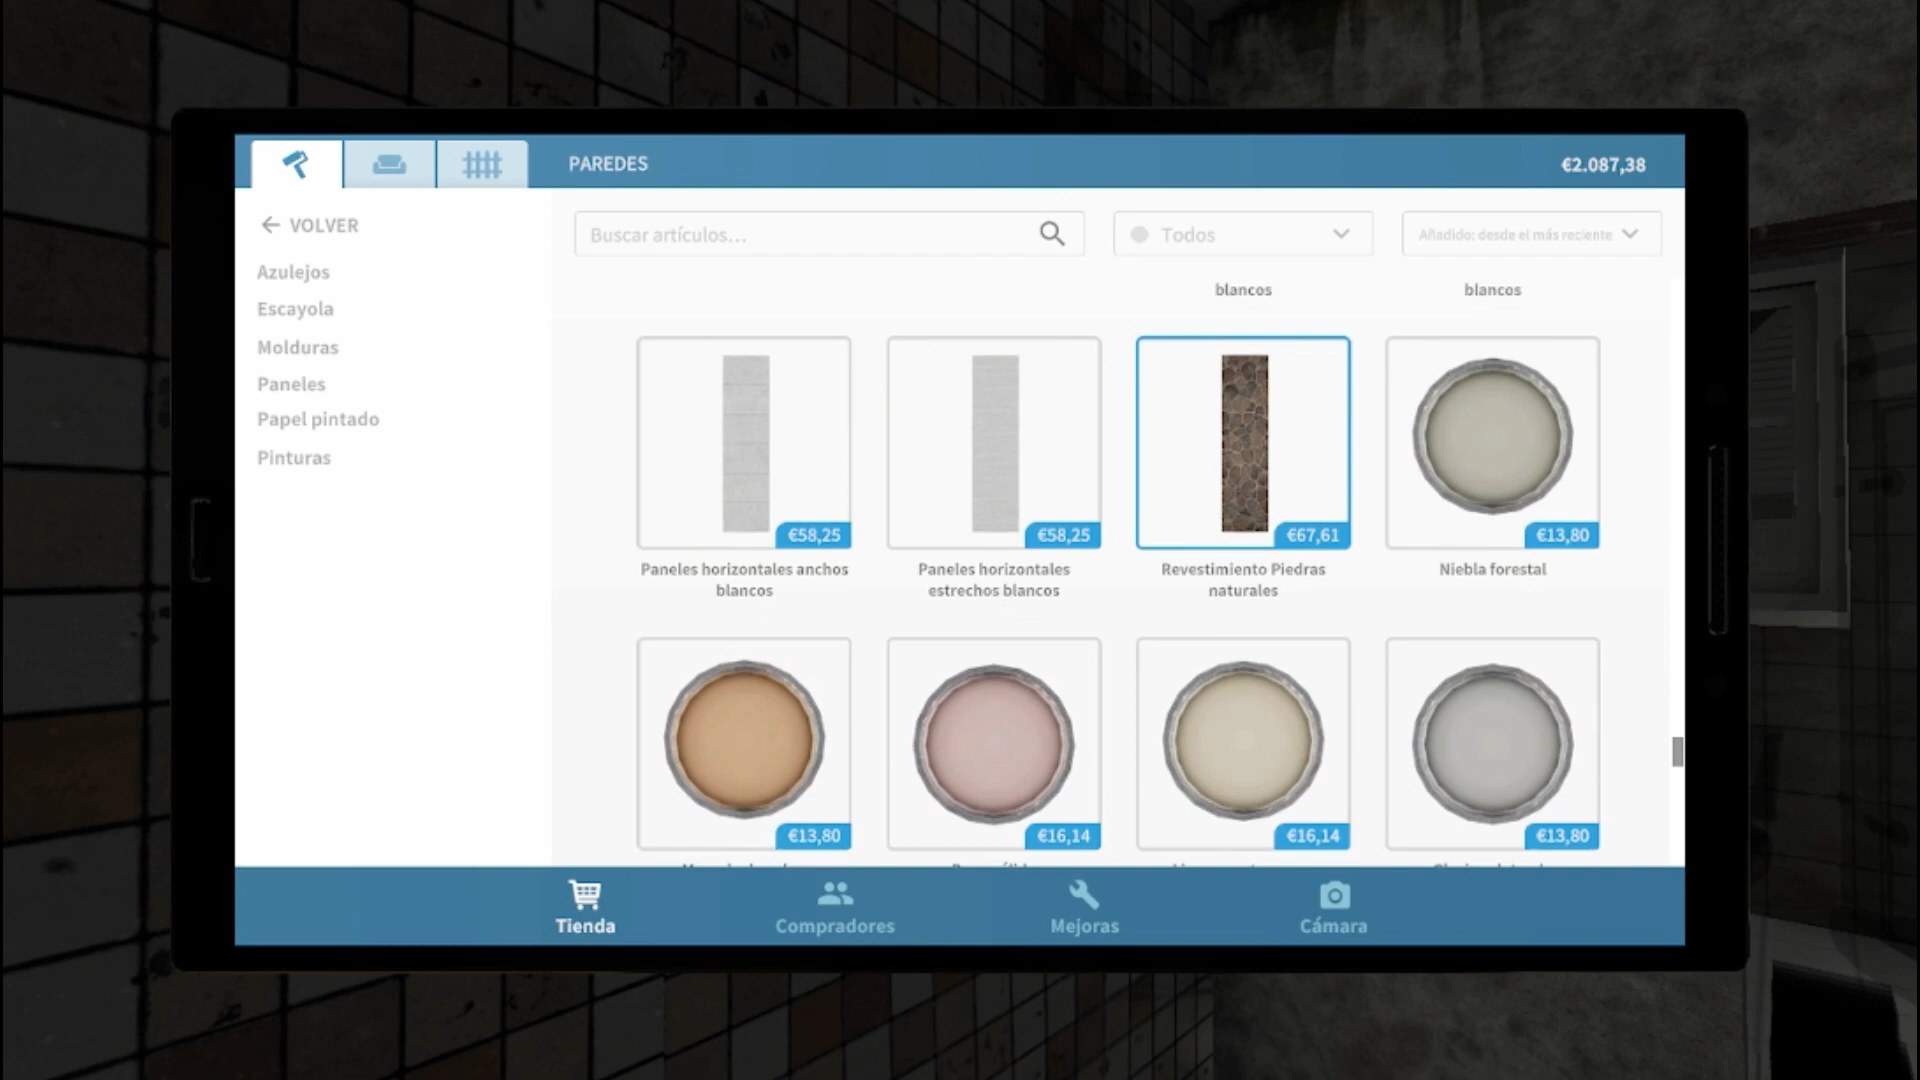 PAREDES
€2.087,38
VOLVER
Buscar artículos...
Todos
Añadido: desde el más reciente
Azulejos
Escayola
Molduras
Paneles
Papel pintado
Pinturas
blancos
blancos
€58,25
€58,25
€67,61
€13,80
Paneles horizontales anchos
blancos
Paneles horizontales
estrechos blancos
Revestimiento Piedras
naturales
Niebla forestal
€13,80
€16,14
€16,14
€13,80
Tienda
Compradores
Mejoras
Cámara